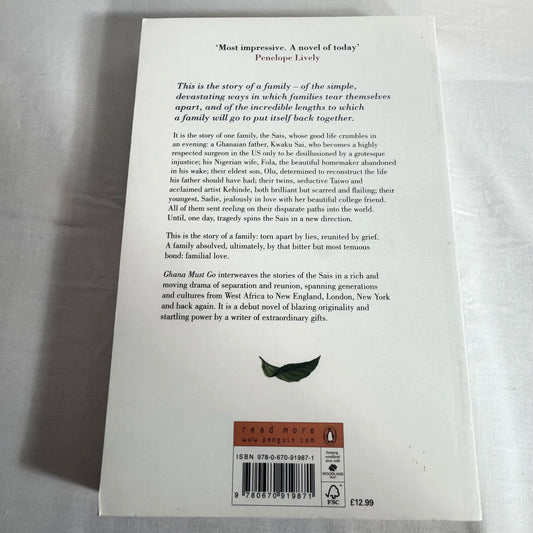 ‘Most impressive. A novel of today’
Penelope Lively
This is the story of a family – of the simple,
devastating ways in which families tear themselves
apart, and of the incredible lengths to which
a family will go to put itself back together.
It is the story of one family, the Sais, whose good life crumbles in
an evening: a Ghanaian father, Kwaku Sai, who becomes a highly
respected surgeon in the US only to be disillusioned by a grotesque
injustice; his Nigerian wife, Fola, the beautiful homemaker abandoned
in his wake; their eldest son, Olu, determined to reconstruct the life
his father should have had; their twins, seductive Taiwo and
acclaimed artist Kehinde, both brilliant but scarred and flailing; their
youngest, Sadie, jealously in love with her beautiful college friend.
All of them sent reeling on their disparate paths into the world.
Until, one day, tragedy spins the Sais in a new direction.
This is the story of a family: torn apart by lies, reunited by grief.
A family absolved, ultimately, by that bitter but most tenuous
bond: familial love.
Ghana Must Go interweaves the stories of the Sais in a rich and
moving drama of separation and reunion, spanning generations
and cultures from West Africa to New England, London, New York
and back again. It is a debut novel of blazing originality and
startling power by a writer of extraordinary gifts.
read more
www.penguin.com
ISBN 978-0-670-91987-1
9 780670 919871
WOODLAND
FSC
£12.99